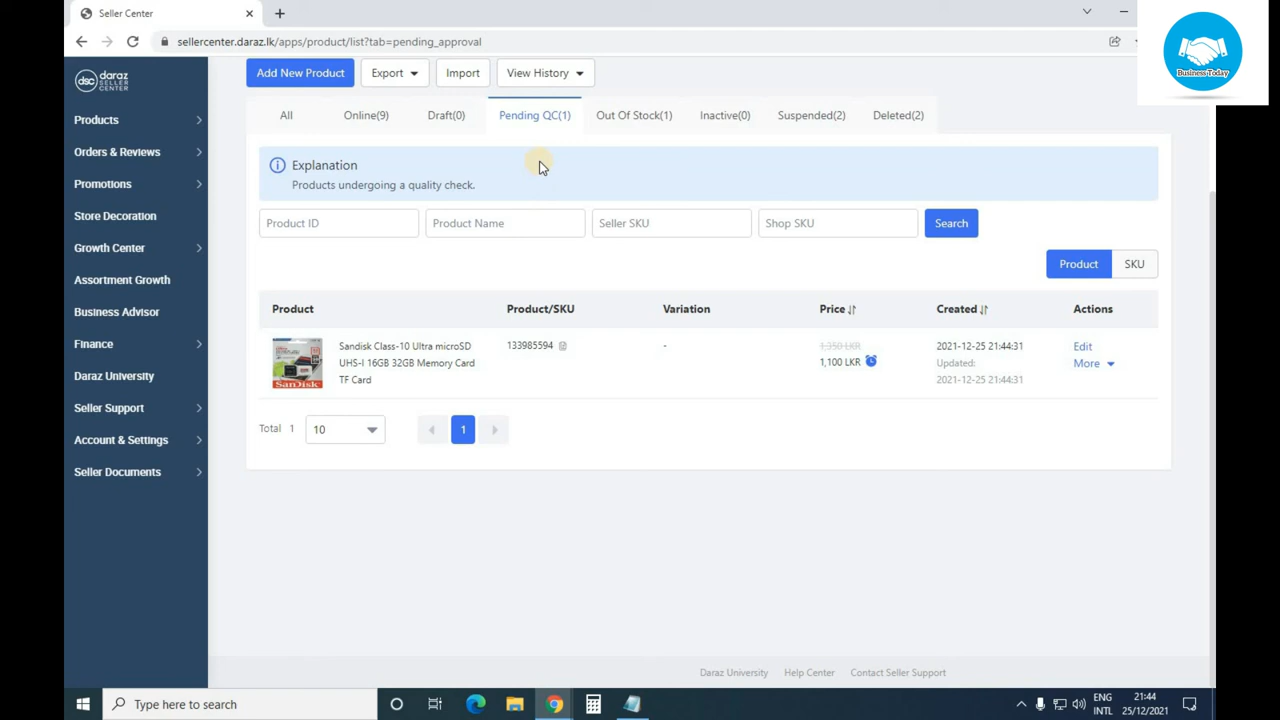 Seller Center
sellercenter.daraz.lk/apps/product/list?tab=pending_approval
Business Today
dsc daraz SELLER CENTER
Add New Product Export Import View History
Products
Orders & Reviews
Promotions
Store Decoration
Growth Center
Assortment Growth
Business Advisor
Finance
Daraz University
Seller Support
Account & Settings
Seller Documents
All Online(9) Draft(0) Pending QC(1) Out Of Stock(1) Inactive(0) Suspended(2) Deleted(2)
Explanation
Products undergoing a quality check.
Product ID Product Name Seller SKU Shop SKU Search
Product SKU
Product Product/SKU Variation Price Created Actions
Sandisk Class-10 Ultra microSD 133985594 - 1,350 LKR 2021-12-25 21:44:31 Edit
UHS-I 16GB 32GB Memory Card 1,100 LKR Updated: More
TF Card 2021-12-25 21:44:31
SanDisk
Total 1 10 1
Daraz University Help Center Contact Seller Support
Type here to search
ENG 21:44
INTL 25/12/2021